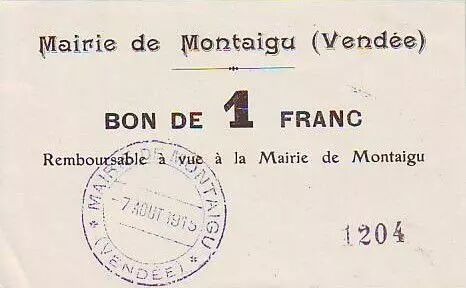 Mairie de Montaigu (Vendée)
BON DE 1 FRANC
Remboursable à vue à la Mairie de Montaigu
* MAIRIE DE MONTAIGU *
-7 AOUT 1915
(VENDÉE)
1204